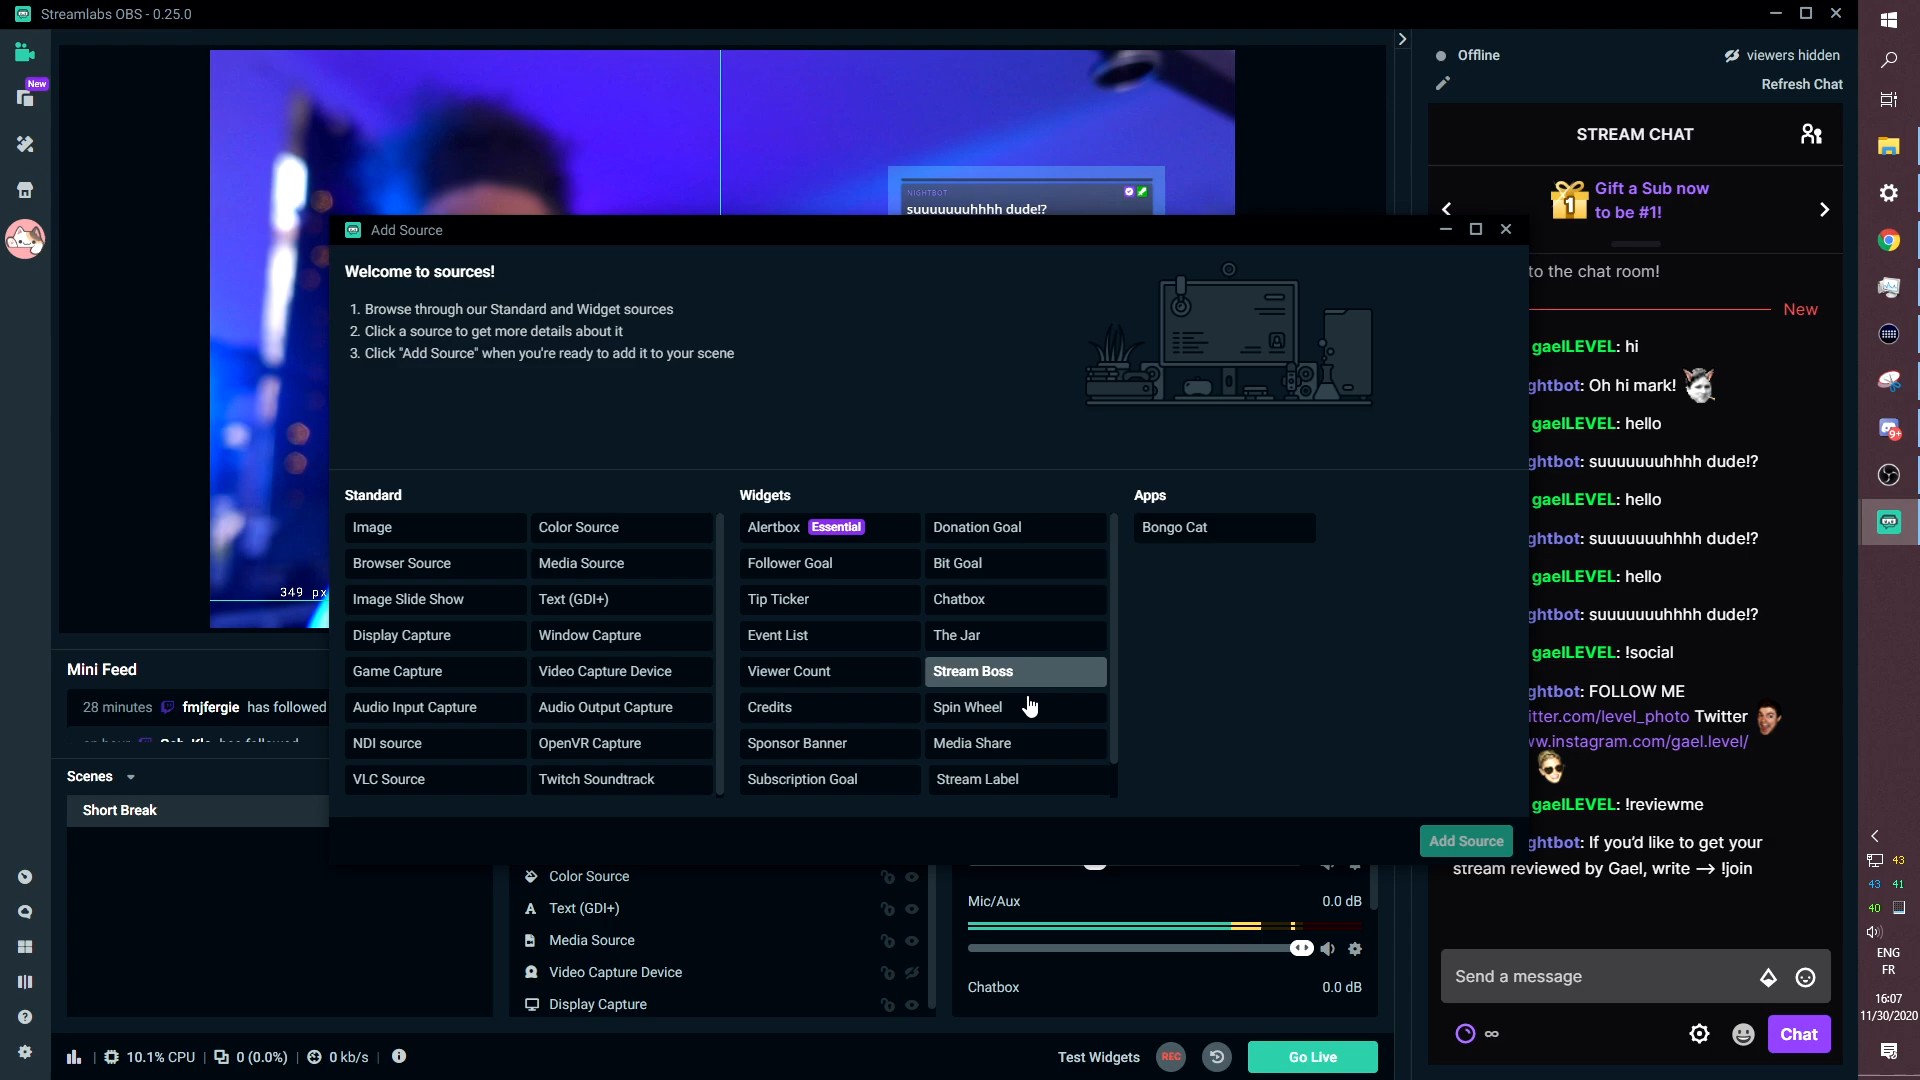 Streamlabs OBS - 0.25.0
New
349 px
NIGHTBOT
suuuuuuuhhhh dude!?
Offline
viewers hidden
Refresh Chat
STREAM CHAT
1
Gift a Sub now
to be #1!
to the chat room!
New
gaelLEVEL: hi
ghtbot: Oh hi mark!
gaelLEVEL: hello
ghtbot: suuuuuuuhhhh dude!?
gaelLEVEL: hello
ghtbot: suuuuuuuhhhh dude!?
gaelLEVEL: hello
ghtbot: suuuuuuuhhhh dude!?
gaelLEVEL: !social
ghtbot: FOLLOW ME
itter.com/level_photo Twitter
ww.instagram.com/gael.level/
gaelLEVEL: !reviewme
ghtbot: If you'd like to get your
stream reviewed by Gael, write → !join
Send a message
∞
Chat
Add Source
Welcome to sources!
1. Browse through our Standard and Widget sources
2. Click a source to get more details about it
3. Click "Add Source" when you're ready to add it to your scene
Standard
Image
Color Source
Browser Source
Media Source
Image Slide Show
Text (GDI+)
Display Capture
Window Capture
Game Capture
Video Capture Device
Audio Input Capture
Audio Output Capture
NDI source
OpenVR Capture
VLC Source
Twitch Soundtrack
Widgets
Alertbox Essential
Donation Goal
Follower Goal
Bit Goal
Tip Ticker
Chatbox
Event List
The Jar
Viewer Count
Stream Boss
Credits
Spin Wheel
Sponsor Banner
Media Share
Subscription Goal
Stream Label
Apps
Bongo Cat
Add Source
Mini Feed
28 minutes fmjfergie has followed
Scenes
Short Break
Color Source
Text (GDI+)
Media Source
Video Capture Device
Display Capture
Mic/Aux 0.0 dB
Chatbox 0.0 dB
10.1% CPU 0 (0.0%) 0 kb/s
Test Widgets
REC
Go Live
9+
43
43 41
40
ENG
FR
16:07
11/30/2020